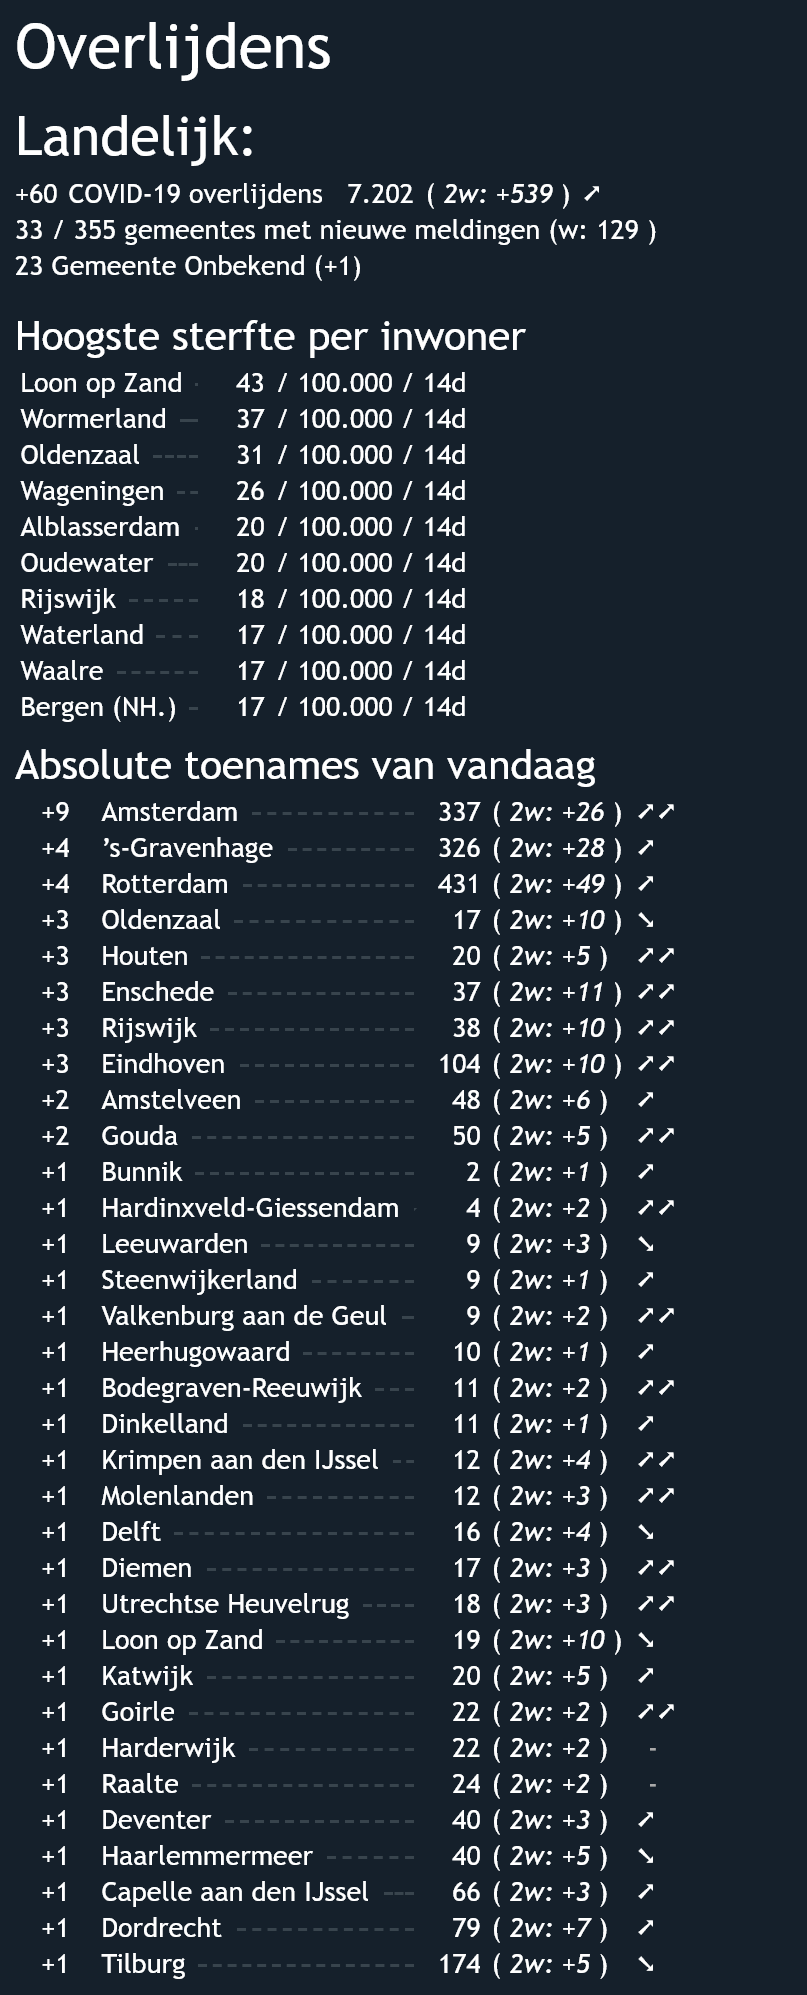 Overlijdens
Landelijk:
+60 COVID-19 overlijdens 7.202 ( 2w: +539 ) ➚
33 / 355 gemeentes met nieuwe meldingen (w: 129 )
23 Gemeente Onbekend (+1)
Hoogste sterfte per inwoner
Loon op Zand 43 / 100.000 / 14d
Wormerland 37 / 100.000 / 14d
Oldenzaal 31 / 100.000 / 14d
Wageningen 26 / 100.000 / 14d
Alblasserdam 20 / 100.000 / 14d
Oudewater 20 / 100.000 / 14d
Rijswijk 18 / 100.000 / 14d
Waterland 17 / 100.000 / 14d
Waalre 17 / 100.000 / 14d
Bergen (NH.) 17 / 100.000 / 14d
Absolute toenames van vandaag
+9 Amsterdam 337 ( 2w: +26 ) ➚➚
+4 ’s-Gravenhage 326 ( 2w: +28 ) ➚
+4 Rotterdam 431 ( 2w: +49 ) ➚
+3 Oldenzaal 17 ( 2w: +10 ) ➘
+3 Houten 20 ( 2w: +5 ) ➚➚
+3 Enschede 37 ( 2w: +11 ) ➚➚
+3 Rijswijk 38 ( 2w: +10 ) ➚➚
+3 Eindhoven 104 ( 2w: +10 ) ➚➚
+2 Amstelveen 48 ( 2w: +6 ) ➚
+2 Gouda 50 ( 2w: +5 ) ➚➚
+1 Bunnik 2 ( 2w: +1 ) ➚
+1 Hardinxveld-Giessendam 4 ( 2w: +2 ) ➚➚
+1 Leeuwarden 9 ( 2w: +3 ) ➘
+1 Steenwijkerland 9 ( 2w: +1 ) ➚
+1 Valkenburg aan de Geul 9 ( 2w: +2 ) ➚➚
+1 Heerhugowaard 10 ( 2w: +1 ) ➚
+1 Bodegraven-Reeuwijk 11 ( 2w: +2 ) ➚➚
+1 Dinkelland 11 ( 2w: +1 ) ➚
+1 Krimpen aan den IJssel 12 ( 2w: +4 ) ➚➚
+1 Molenlanden 12 ( 2w: +3 ) ➚➚
+1 Delft 16 ( 2w: +4 ) ➘
+1 Diemen 17 ( 2w: +3 ) ➚➚
+1 Utrechtse Heuvelrug 18 ( 2w: +3 ) ➚➚
+1 Loon op Zand 19 ( 2w: +10 ) ➘
+1 Katwijk 20 ( 2w: +5 ) ➚
+1 Goirle 22 ( 2w: +2 ) ➚➚
+1 Harderwijk 22 ( 2w: +2 ) -
+1 Raalte 24 ( 2w: +2 ) -
+1 Deventer 40 ( 2w: +3 ) ➚
+1 Haarlemmermeer 40 ( 2w: +5 ) ➘
+1 Capelle aan den IJssel 66 ( 2w: +3 ) ➚
+1 Dordrecht 79 ( 2w: +7 ) ➚
+1 Tilburg 174 ( 2w: +5 ) ➘